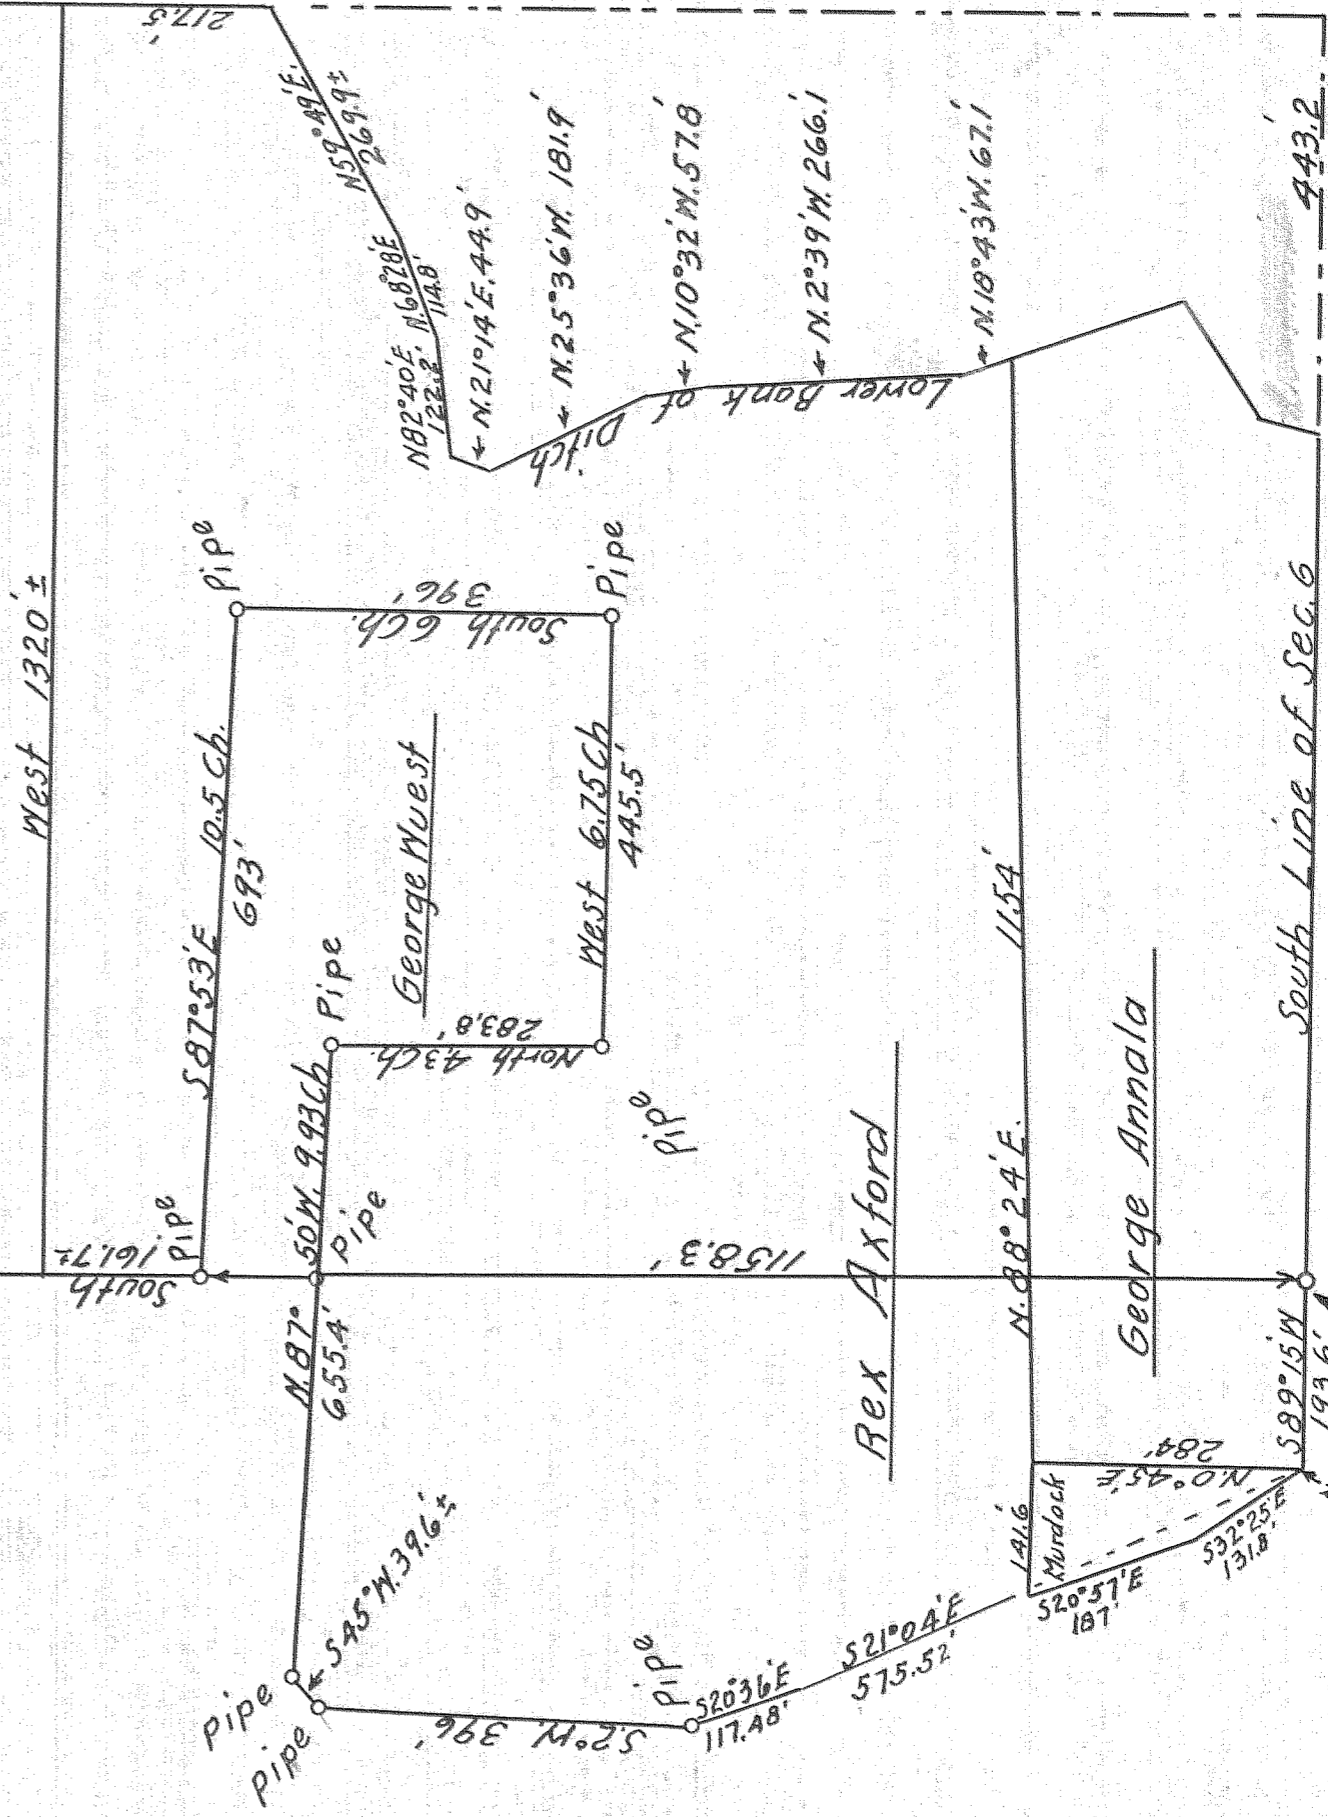 217.5'
N59°49'E.
269.9±
West 1320'±
N82°40'E
122.2'
N.68°28'E
114.8'
← N.21°14'E.44.9'
← N.25°36'W. 181.9'
← N.10°32'W.57.8'
← N.2°39'W.266.1'
← N.18°43'W.67.1'
Lower Bank of Ditch
443.2'
Pipe
South 6Ch.
396'
Pipe
S87°53'E 10.5 Ch.
693'
George Wuest
West 6.75Ch
445.5'
Pipe
North 4.3Ch.
283.8'
Pipe
South 161.7±
Pipe
N.87° 50'W. 9.93Ch
655.4'
Pipe
1158.3'
Rex Axford
N.88°24'E. 1154'
George Annala
South Line of Sec. 6
S89°15'W
193.6'
N.0°45'E
284'
141.6'
Murdock
S32°25'E
131.8'
S20°57'E
187'
S21°04'E
575.52'
S20°36'E
117.48'
Pipe
S.2°W. 396'
S45°W.39.6'±
Pipe
Pipe